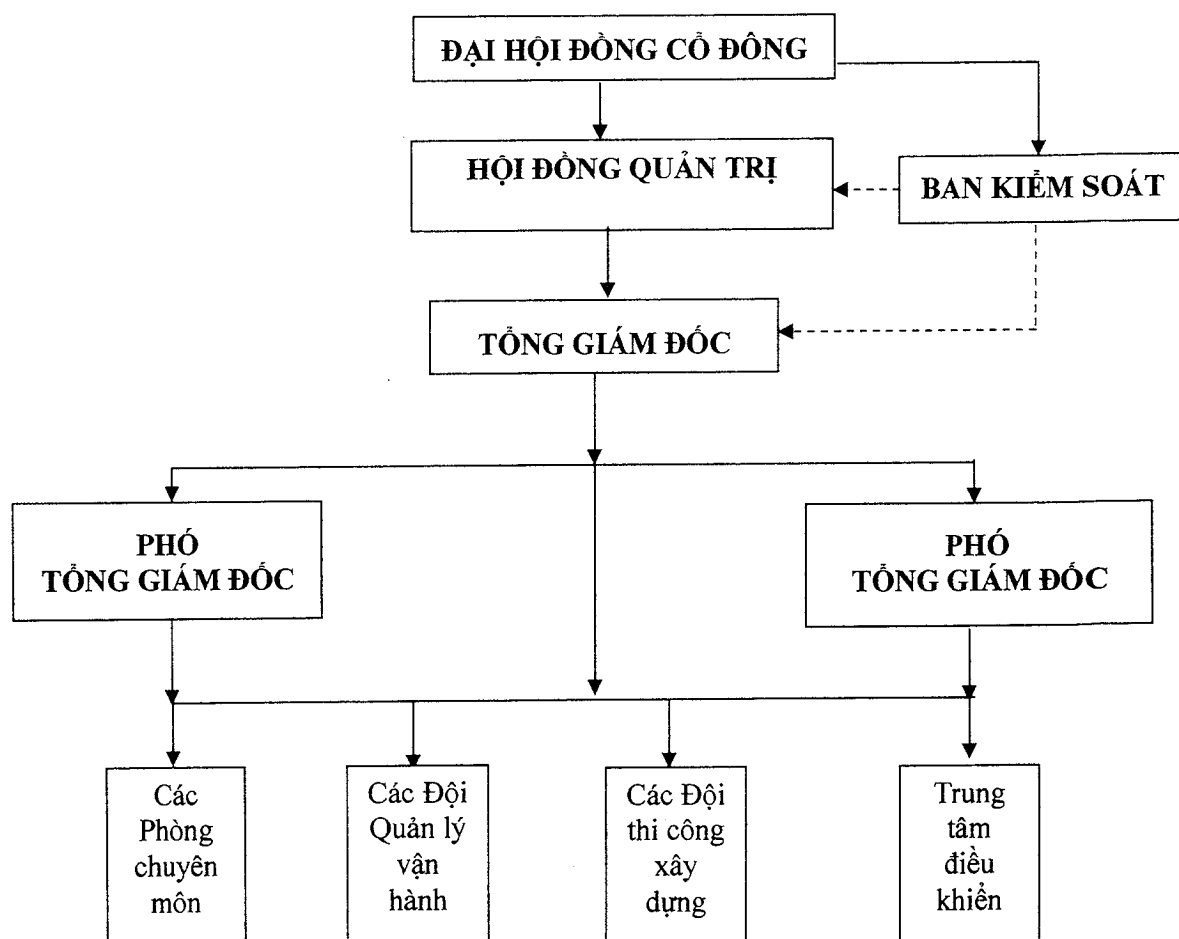 ĐẠI HỘI ĐỒNG CỔ ĐÔNG
HỘI ĐỒNG QUẢN TRỊ
BAN KIỂM SOÁT
TỔNG GIÁM ĐỐC
PHÓ
TỔNG GIÁM ĐỐC
PHÓ
TỔNG GIÁM ĐỐC
Các
Phòng
chuyên
môn
Các Đội
Quản lý
vận
hành
Các Đội
thi công
xây
dựng
Trung
tâm
điều
khiển